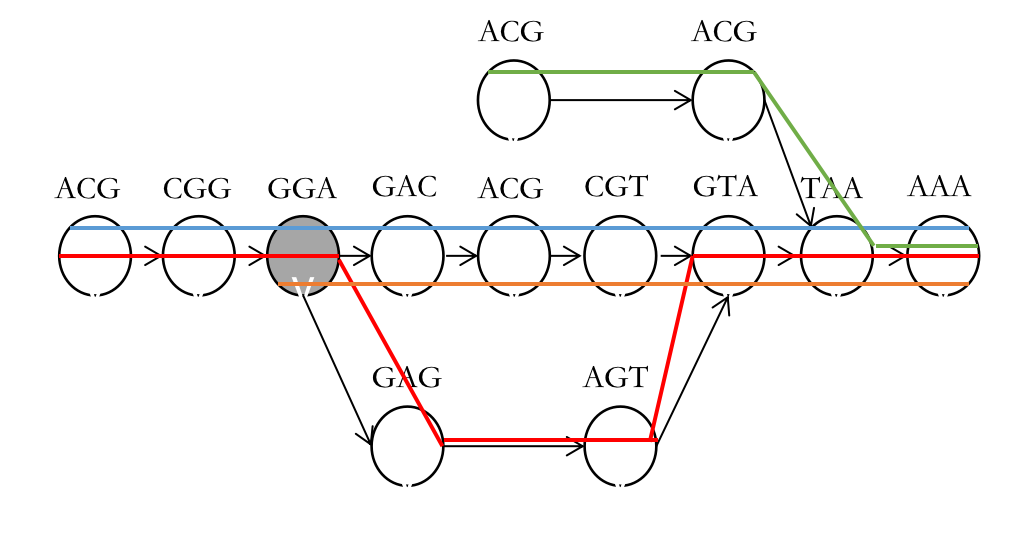 ACG ACG
ACG CGG GGA GAC ACG CGT GTA TAA AAA
V
GAG AGT